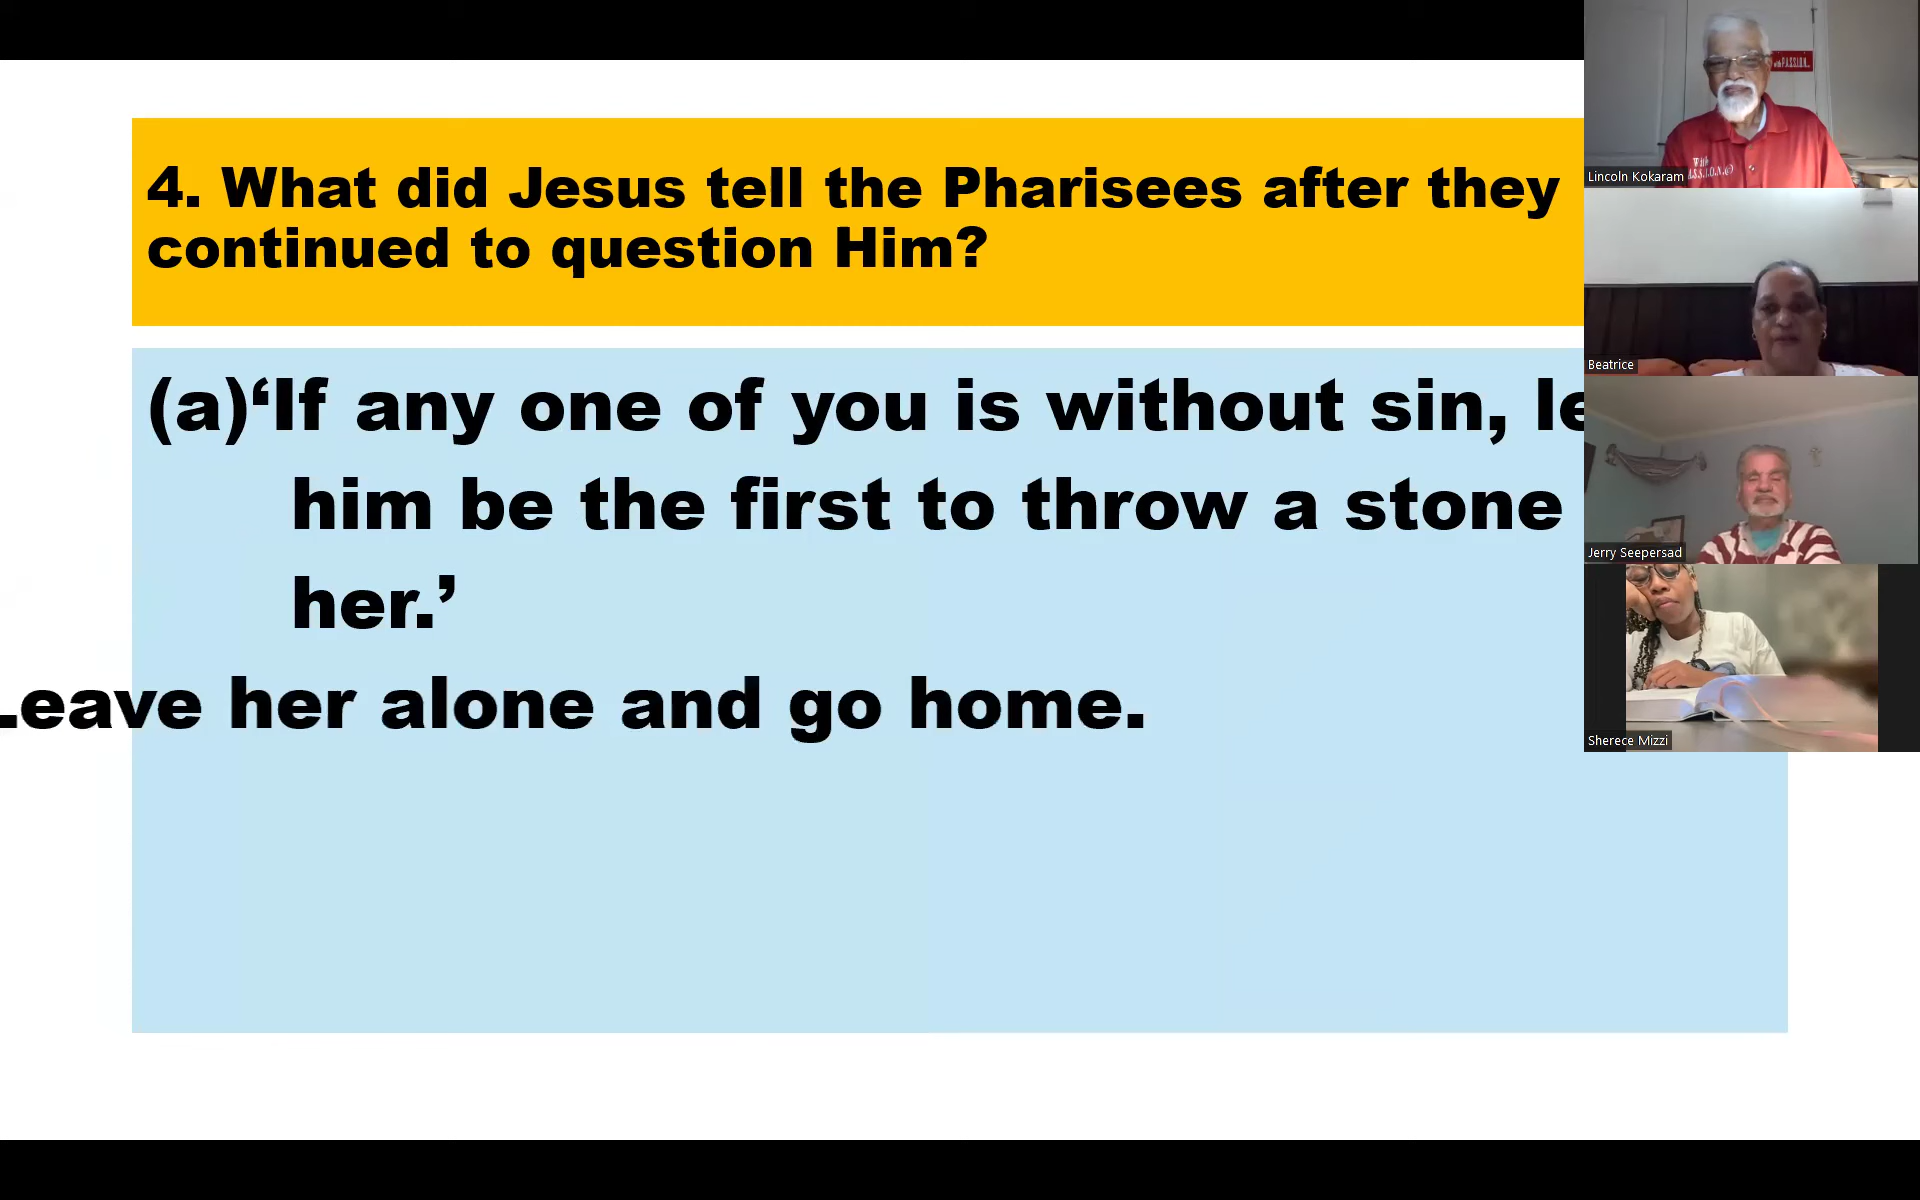 4. What did Jesus tell the Pharisees after they
continued to question Him?
(a)‘If any one of you is without sin,
him be the first to throw a stone
her.’
eave her alone and go home.
with P.A.S.S.I.O.N.
With
Lincoln Kokaram
Beatrice
Jerry Seepersad
Sherece Mizzi